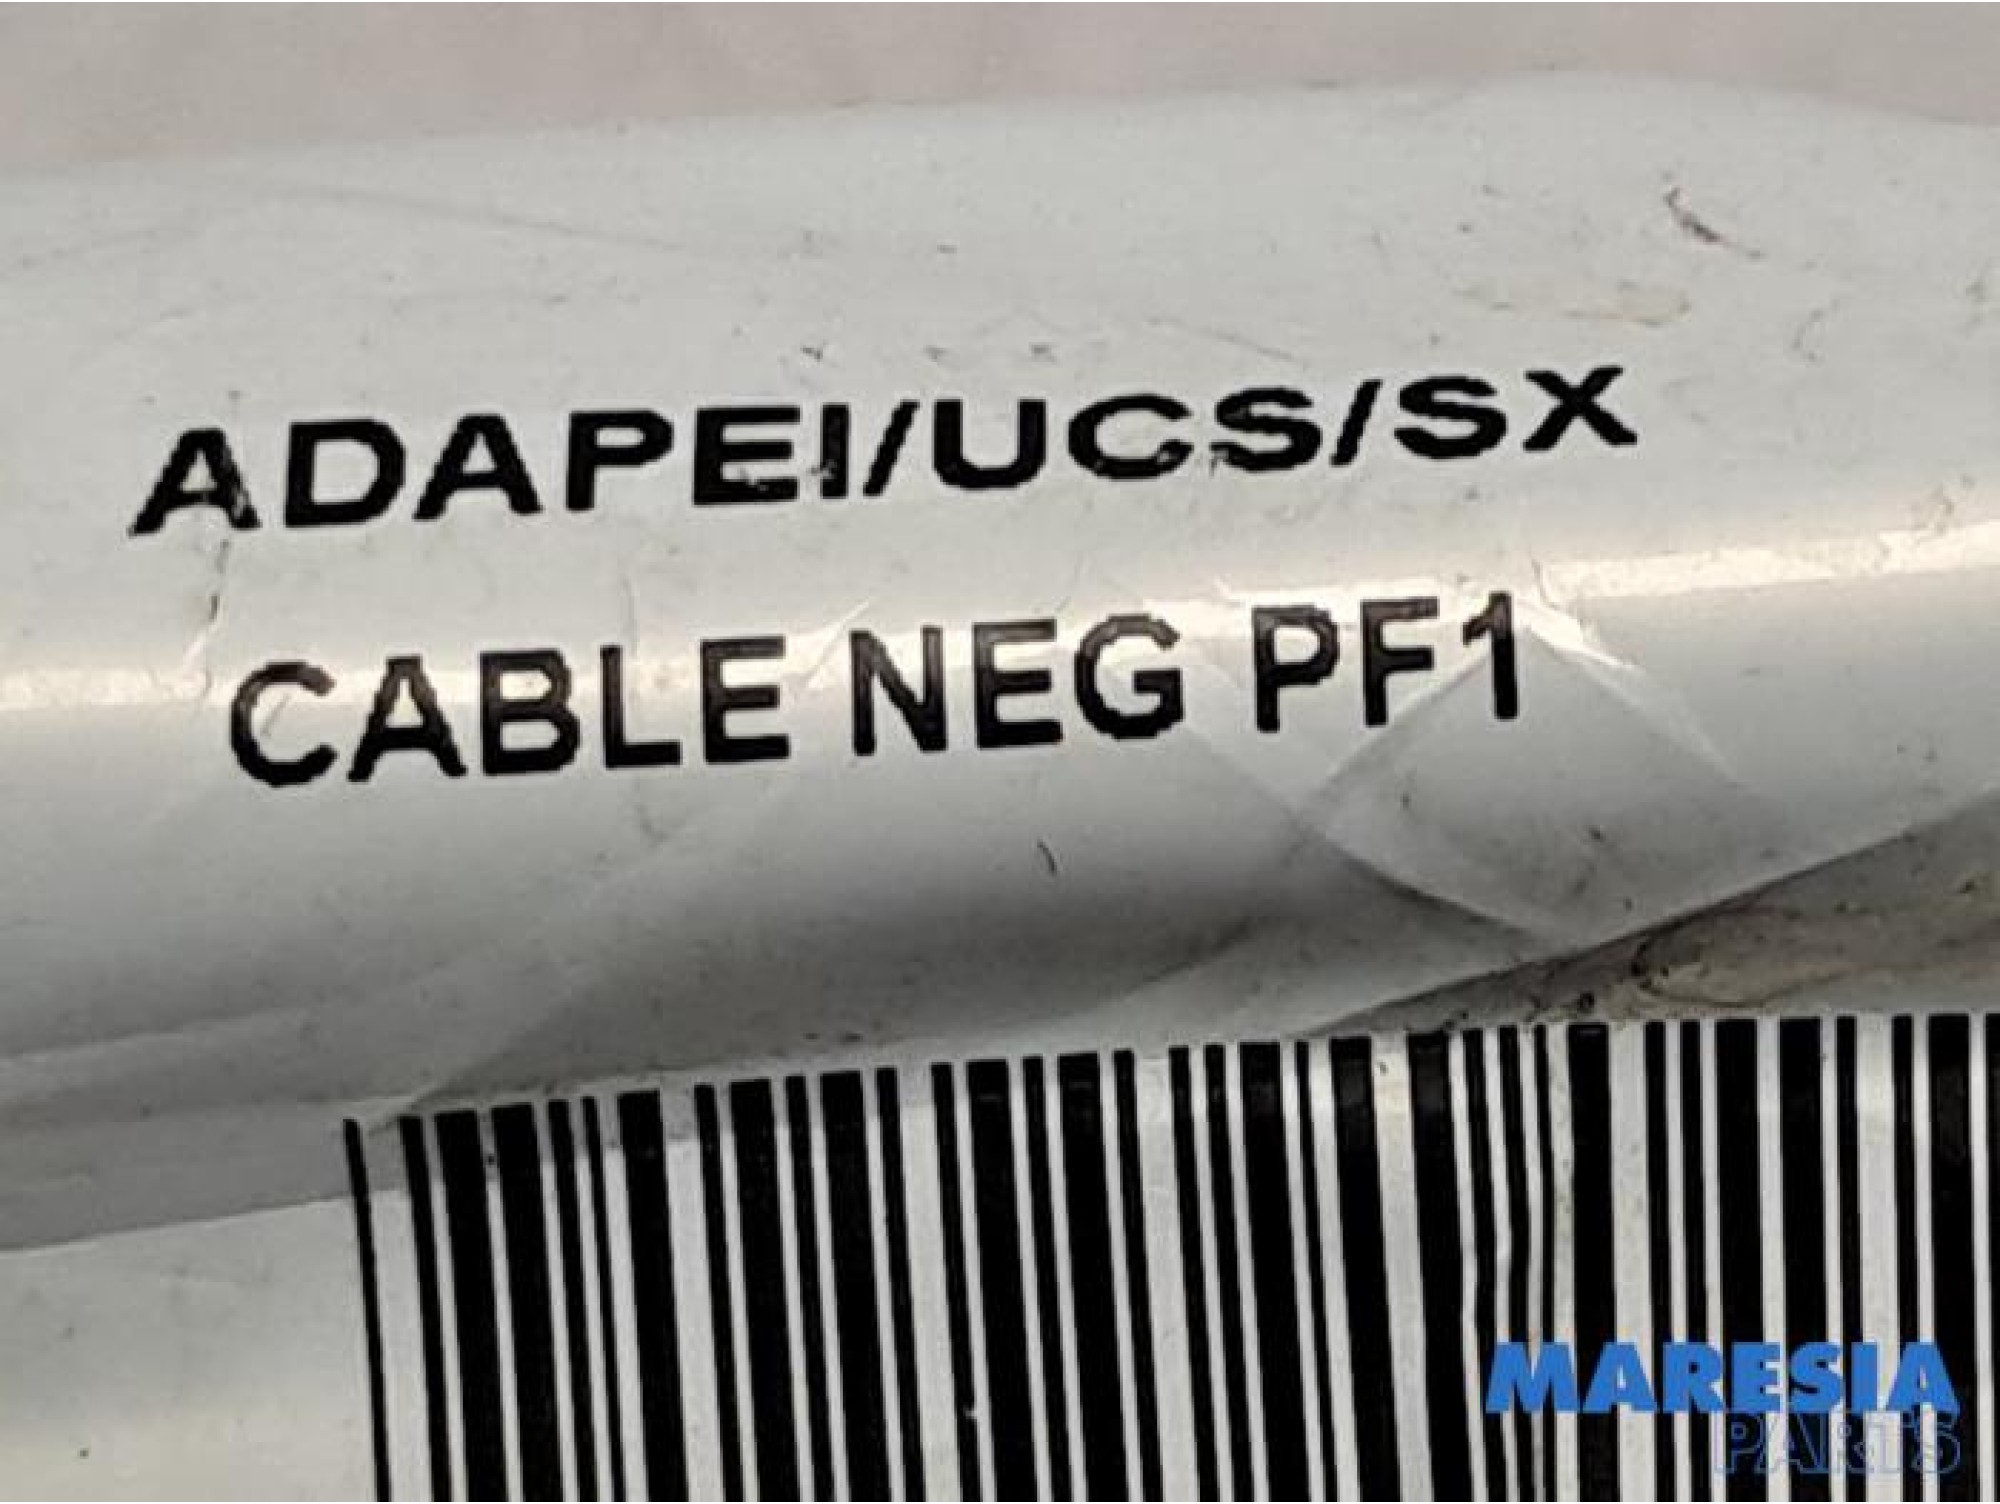 ADAPEI/UCS/SX
CABLE NEG PF1
MARESIA
PARTS